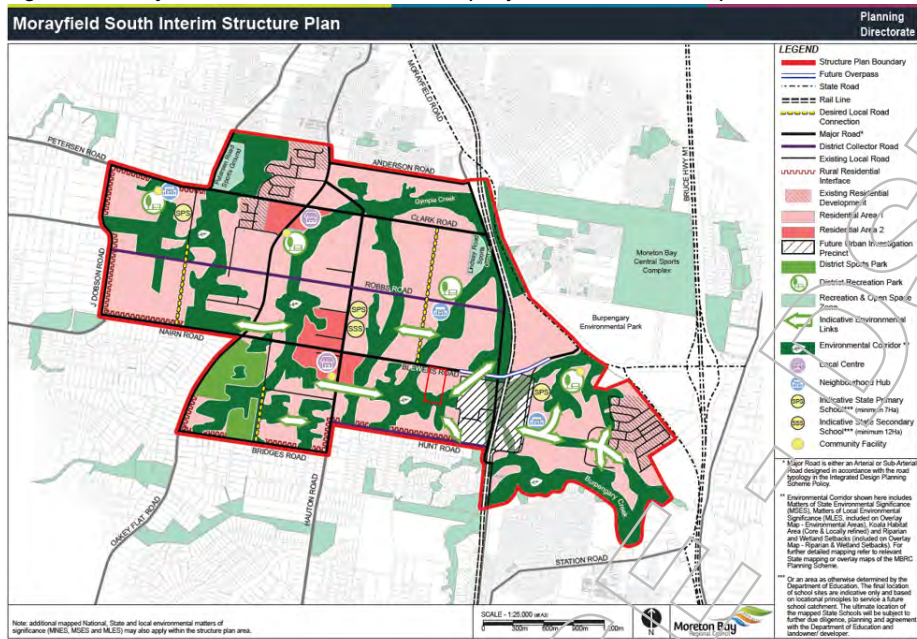 Morayfield South Interim Structure Plan
Planning
Directorate
MORAYFIELD ROAD
BRUCE HWY M1
PETERSEN ROAD
Petersen Road
Sports Ground
ANDERSON ROAD
Gympie Creek
CLARK ROAD
Lindsay Road
Sports
SPS
J DOBSON ROAD
ROBBS ROAD
Moreton Bay
Central Sports
Complex
Burpengary
Environmental Park
SPS
SSS
NAIRN ROAD
BLEWERS ROAD
SPS
BRIDGES ROAD
HUNT ROAD
HAUTON ROAD
OAKEY FLAT ROAD
Burpengary Creek
STATION ROAD
LEGEND
Structure Plan Boundary
Future Overpass
State Road
Rail Line
Desired Local Road
Connection
Major Road*
District Collector Road
Existing Local Road
Rural Residential
Interface
Existing Residential
Development
Residential Area
Residential Area 2
Future Urban Investigation
Precinct
District Sports Park
District Recreation Park
Recreation & Open Space
Indicative Environmental
Links
Environmental Corridor **
Local Centre
Neighbourhood Hub
SPS
Indicative State Primary
School*** (minimum 7Ha)
SSS
Indicative State Secondary
School*** (minimum 12Ha)
Community Facility
* Major Road is either an Arterial or Sub-Arterial
Road designed in accordance with the road
typology in the Integrated Design Planning
Scheme Policy.
** Environmental Corridor shown here includes
Matters of State Environmental Significance
(MSES), Matters of Local Environmental
Significance (MLES, included on Overlay
Map - Environmental Areas), Koala Habitat
Area (Core & Locally refined) and Riparian
and Wetland Setbacks (included on Overlay
Map - Riparian & Wetland Setbacks). For
further detailed mapping refer to relevant
State mapping or overlay maps of the MBRC
Planning Scheme.
*** Or an area as otherwise determined by the
Department of Education. The final location
of school sites are indicative only and based
on locational principles to service a future
school catchment. The ultimate location of
the mapped State Schools will be subject to
further due diligence, planning and agreement
with the Department of Education and
landowner/ developer.
Note: additional mapped National, State and local environmental matters of
significance (MNES, MSES and MLES) may also apply within the structure plan area.
SCALE - 1:25,000 (at A3)
0 300m 600m 900m
N
Moreton Bay
Regional Council